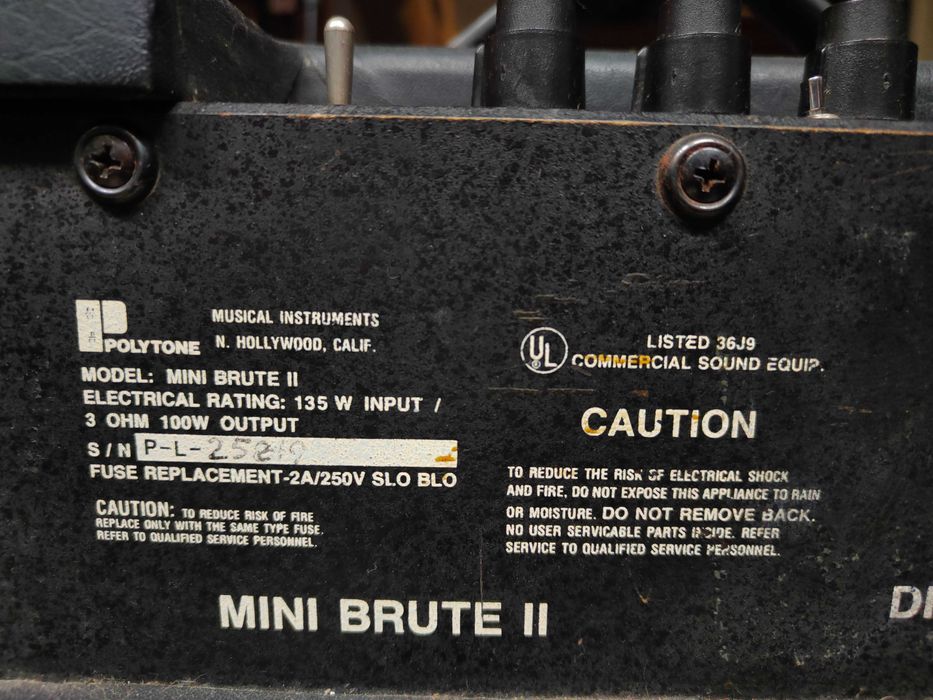 POLYTONE
MUSICAL INSTRUMENTS
N. HOLLYWOOD, CALIF.
MODEL: MINI BRUTE II
ELECTRICAL RATING: 135 W INPUT /
3 OHM 100W OUTPUT
S/N P-L-
FUSE REPLACEMENT-2A/250V SLO BLO
CAUTION: TO REDUCE RISK OF FIRE
REPLACE ONLY WITH THE SAME TYPE FUSE.
REFER TO QUALIFIED SERVICE PERSONNEL.
UL
LISTED 36J9
COMMERCIAL SOUND EQUIP.
CAUTION
TO REDUCE THE RISK OF ELECTRICAL SHOCK
AND FIRE, DO NOT EXPOSE THIS APPLIANCE TO RAIN
OR MOISTURE. DO NOT REMOVE BACK.
NO USER SERVICABLE PARTS INSIDE. REFER
SERVICE TO QUALIFIED SERVICE PERSONNEL.
MINI BRUTE II